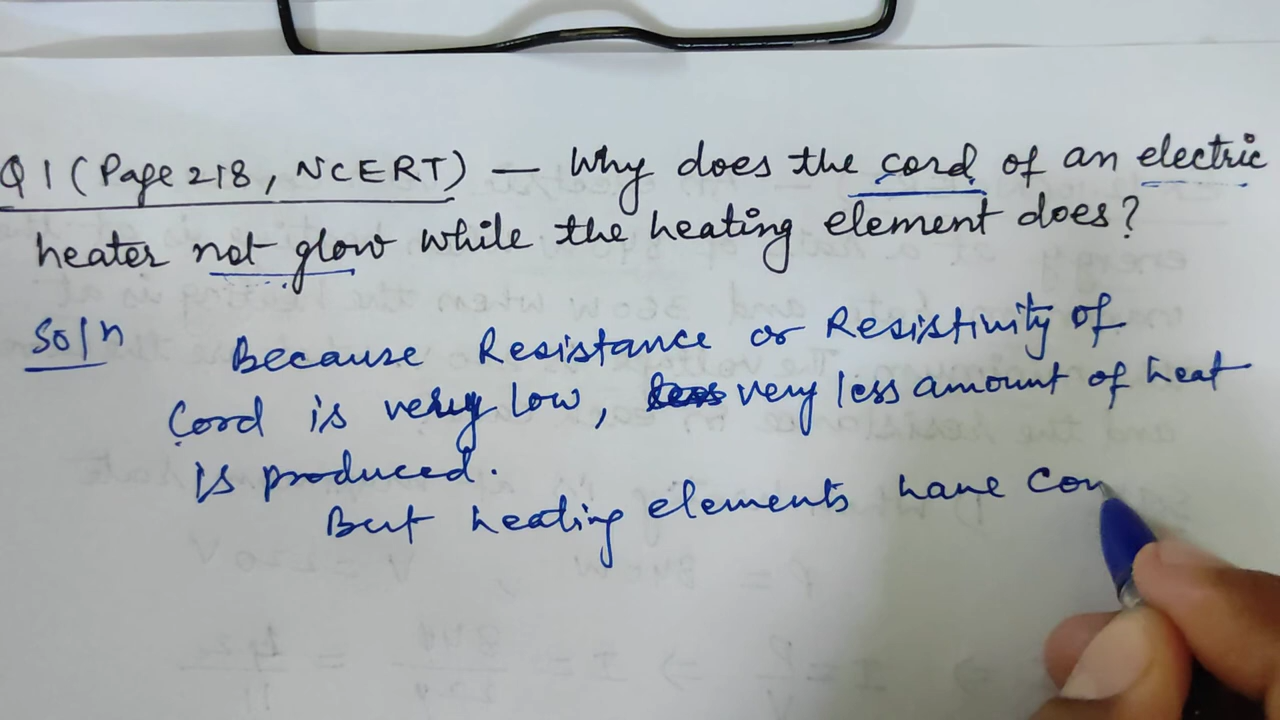 Q1 (Page 218, NCERT) — Why does the cord of an electric
heater not glow while the heating element does?
Soln Because Resistance or Resistivity of
Cord is very low, very less amount of heat
is produced.
But heating elements have con